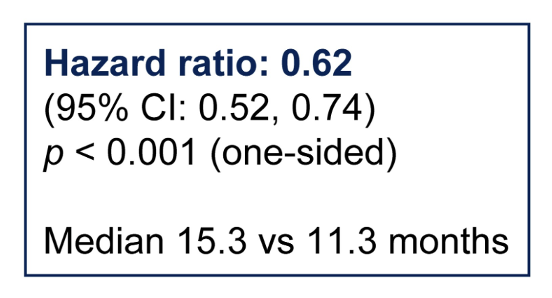 Hazard ratio: 0.62
(95% CI: 0.52, 0.74)
p < 0.001 (one-sided)
Median 15.3 vs 11.3 months